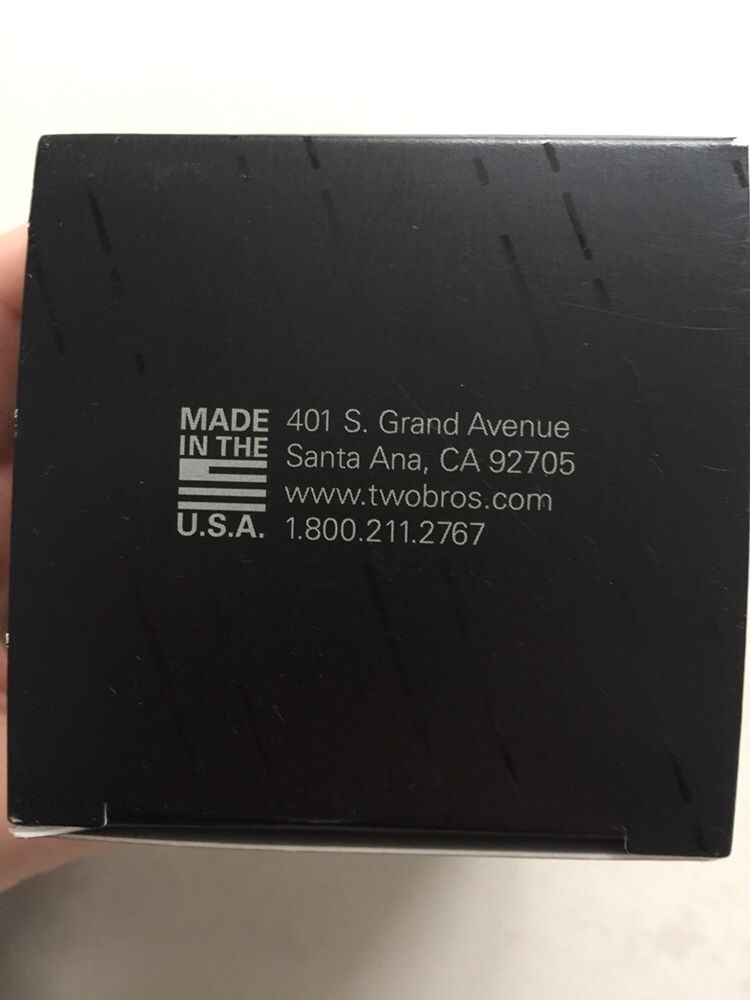 MADE
IN THE
U.S.A.
401 S. Grand Avenue
Santa Ana, CA 92705
www.twobros.com
1.800.211.2767